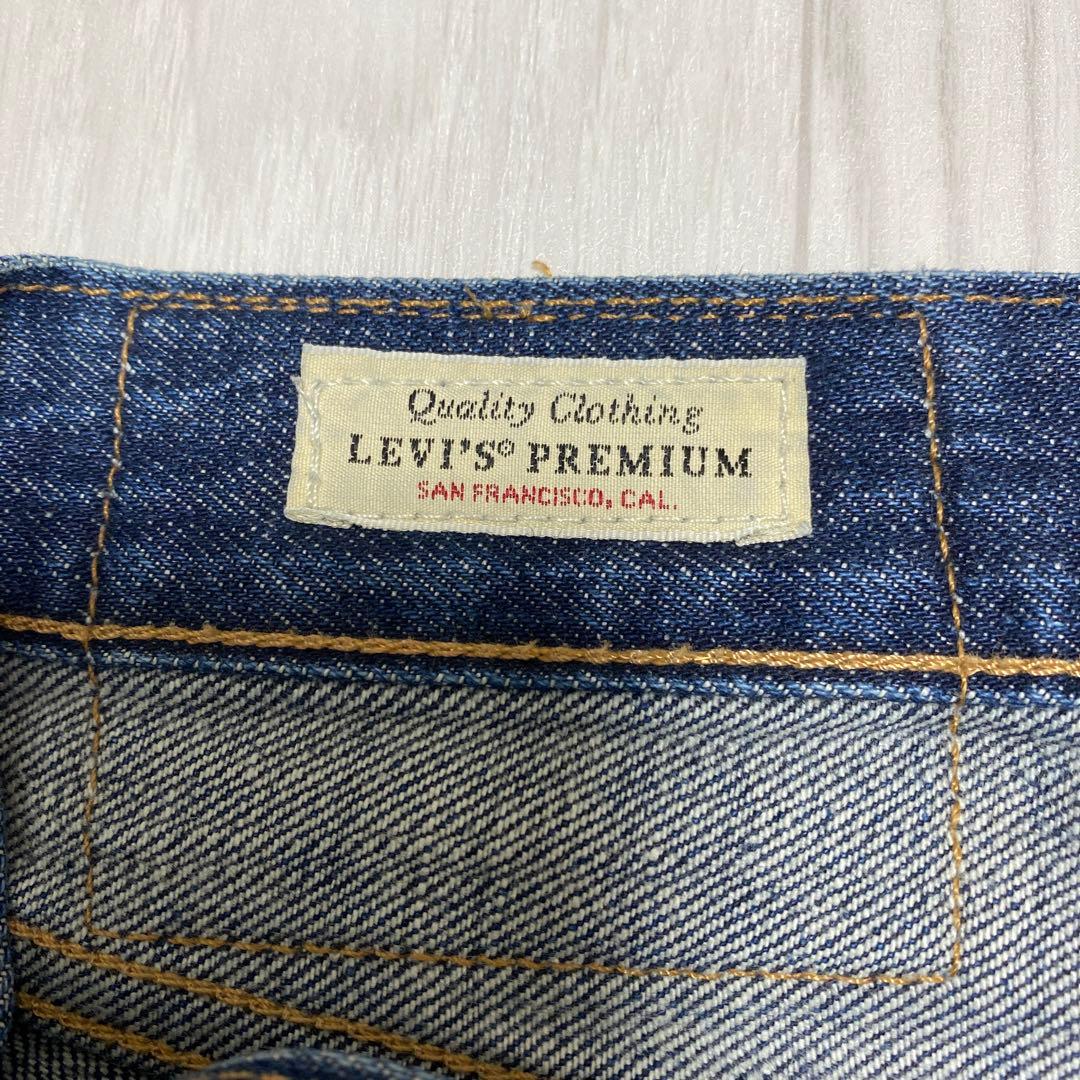 Quality Clothing
LEVI'S® PREMIUM
SAN FRANCISCO, CAL.